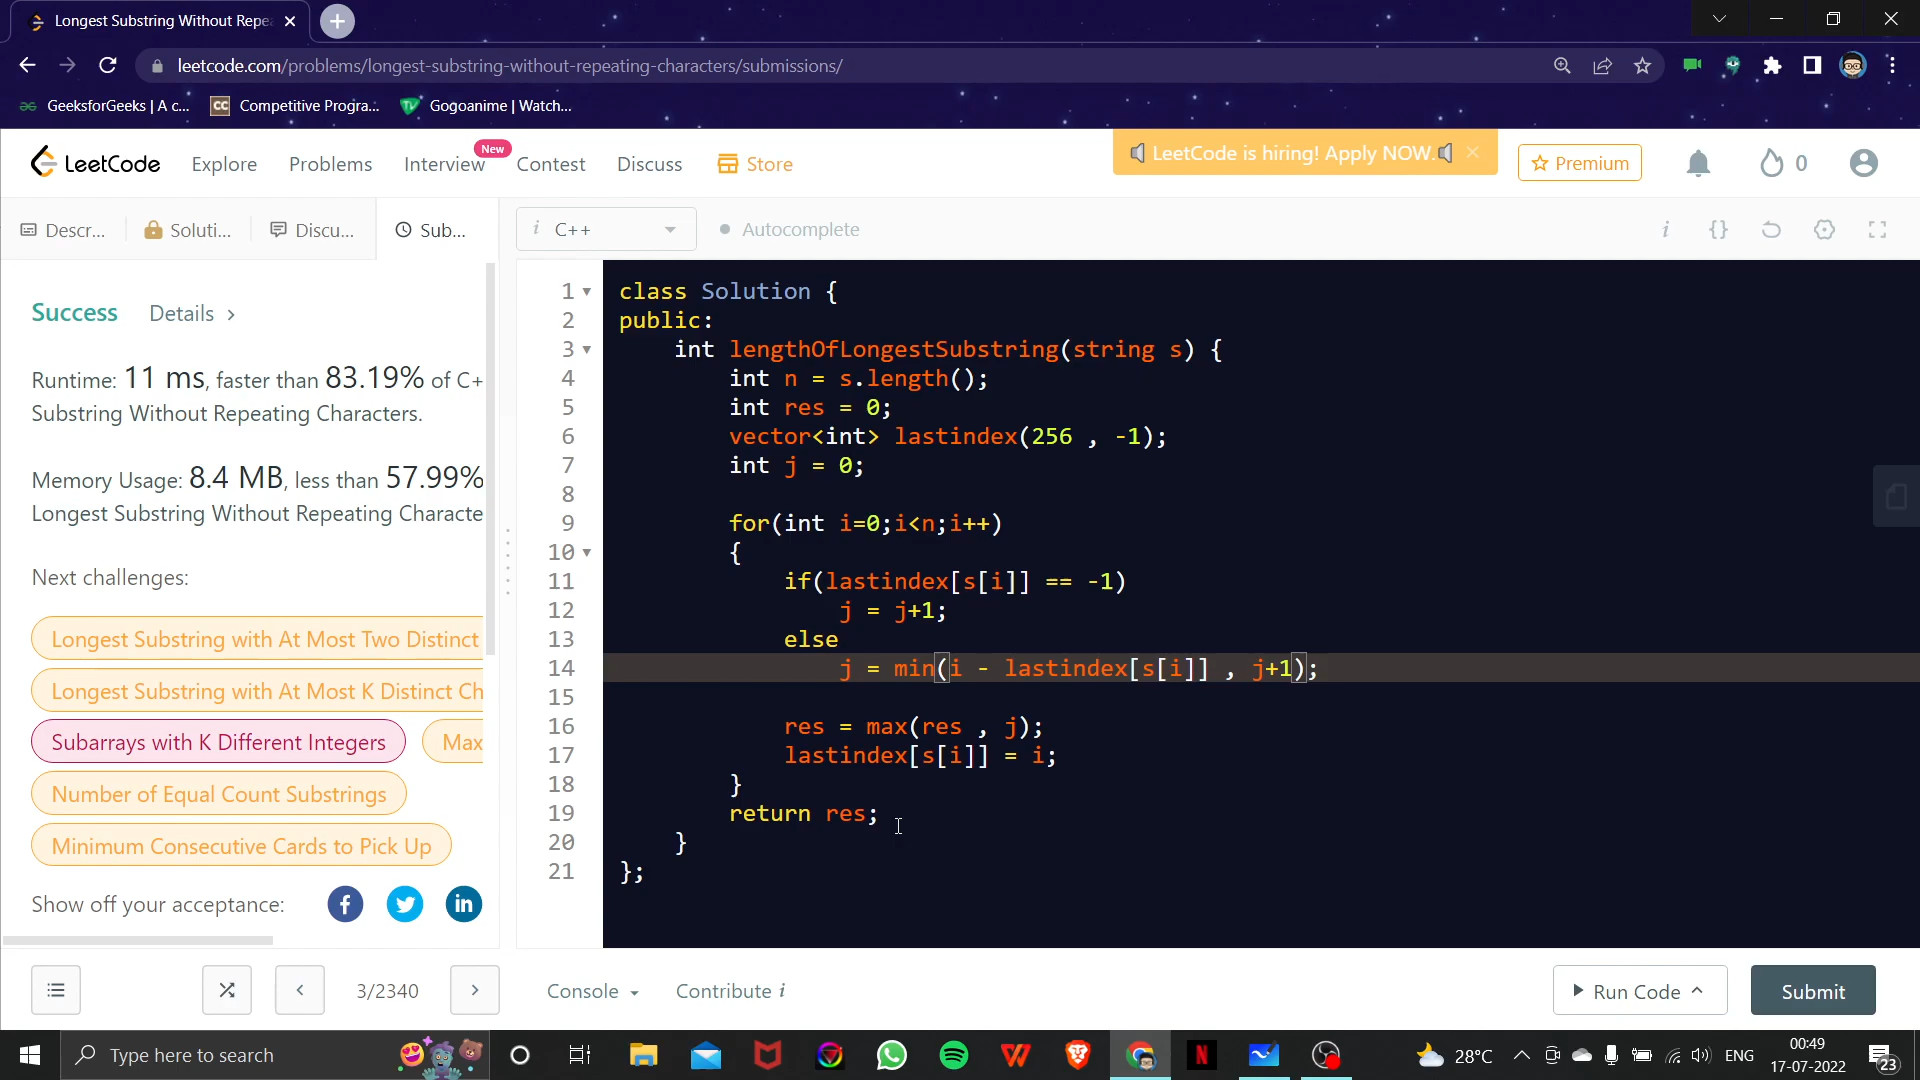 Longest Substring Without Repe
leetcode.com/problems/longest-substring-without-repeating-characters/submissions/
GeeksforGeeks | A c...
CC Competitive Progra...
Gogoanime | Watch...
LeetCode
Explore
Problems
Interview
New
Contest
Discuss
Store
LeetCode is hiring! Apply NOW.
Premium
0
Descr...
Soluti...
Discu...
Sub...
i C++
Autocomplete
i {}
Success
Details >
Runtime: 11 ms, faster than 83.19% of C+
Substring Without Repeating Characters.
Memory Usage: 8.4 MB, less than 57.99%
Longest Substring Without Repeating Characte
Next challenges:
Longest Substring with At Most Two Distinct
Longest Substring with At Most K Distinct Ch
Subarrays with K Different Integers
Max
Number of Equal Count Substrings
Minimum Consecutive Cards to Pick Up
Show off your acceptance:
1 class Solution {
2 public:
3 int lengthOfLongestSubstring(string s) {
4 int n = s.length();
5 int res = 0;
6 vector<int> lastindex(256 , -1);
7 int j = 0;
8
9 for(int i=0;i<n;i++)
10 {
11 if(lastindex[s[i]] == -1)
12 j = j+1;
13 else
14 j = min(i - lastindex[s[i]] , j+1);
15
16 res = max(res , j);
17 lastindex[s[i]] = i;
18 }
19 return res;
20 }
21 };
3/2340
Console
Contribute i
Run Code
Submit
Type here to search
28°C
ENG
00:49
17-07-2022
23